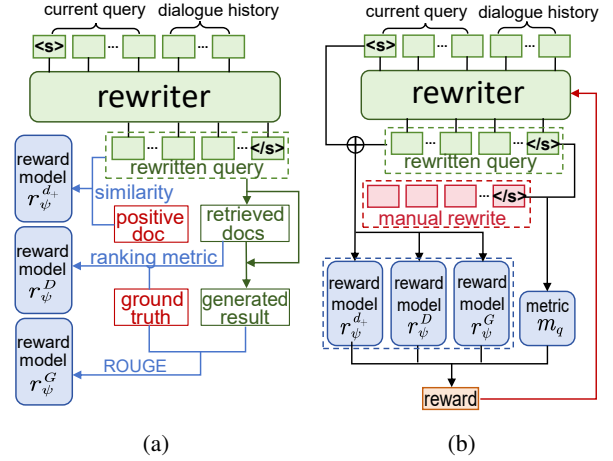 current query dialogue history
<s> ... ...
rewriter
... ... </s>
rewritten query
reward
model
r_ψ^{d_+}
similarity
positive
doc
retrieved
docs
reward
model
r_ψ^D
ranking metric
ground
truth
generated
result
reward
model
r_ψ^G
ROUGE
(a)
current query dialogue history
<s> ... ...
rewriter
... ... </s>
rewritten query
... </s>
manual rewrite
reward
model
r_ψ^{d_+}
reward
model
r_ψ^D
reward
model
r_ψ^G
metric
m_q
reward
(b)